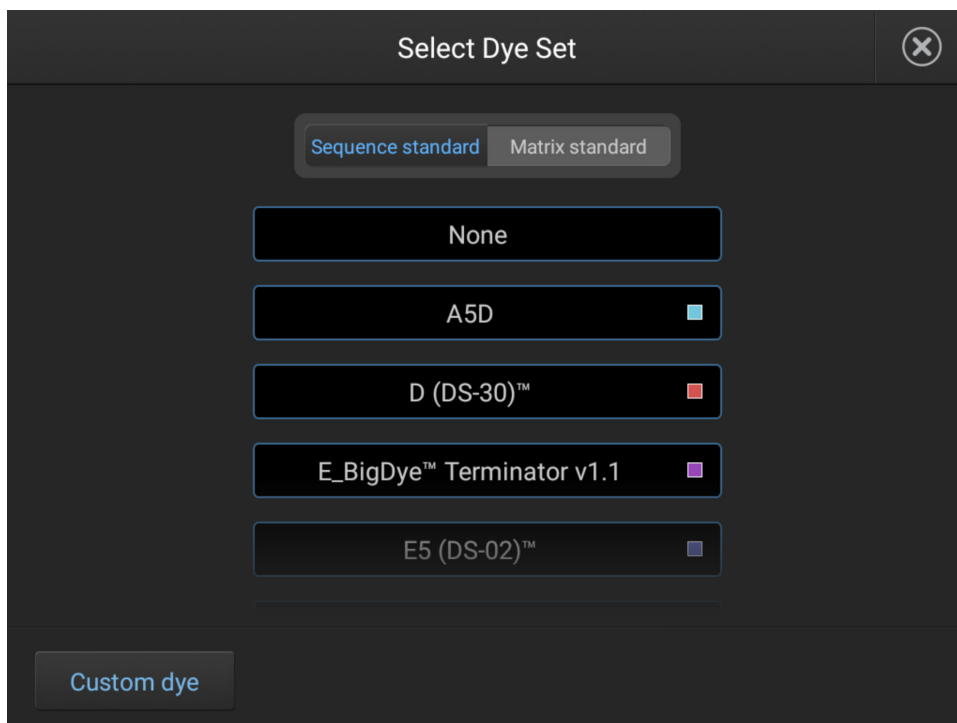 Select Dye Set
Sequence standard Matrix standard
None
A5D
D (DS-30)™
E_BigDye™ Terminator v1.1
E5 (DS-02)™
Custom dye